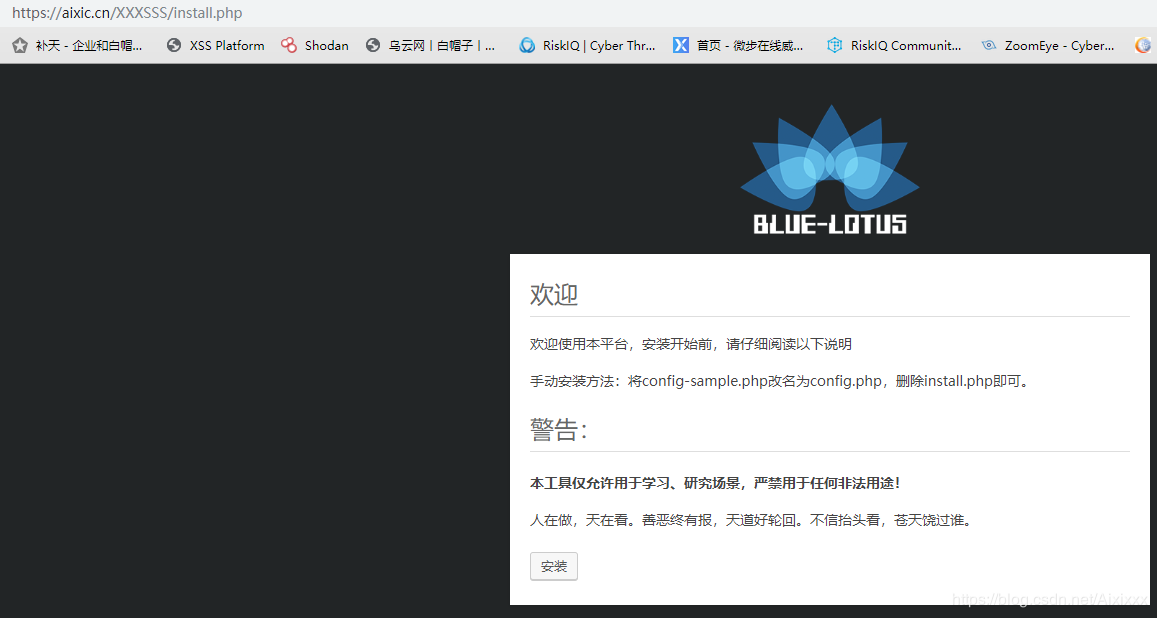 https://aixic.cn/XXXSSS/install.php
补天 - 企业和白帽... XSS Platform Shodan 乌云网 | 白帽子 | ... RiskIQ | Cyber Thr... 首页 - 微步在线威... RiskIQ Communit... ZoomEye - Cyber...
BLUE-LOTUS
欢迎
欢迎使用本平台，安装开始前，请仔细阅读以下说明
手动安装方法：将config-sample.php改名为config.php，删除install.php即可。
警告：
本工具仅允许用于学习、研究场景，严禁用于任何非法用途！
人在做，天在看。善恶终有报，天道好轮回。不信抬头看，苍天饶过谁。
安装
https://blog.csdn.net/Aixixxx